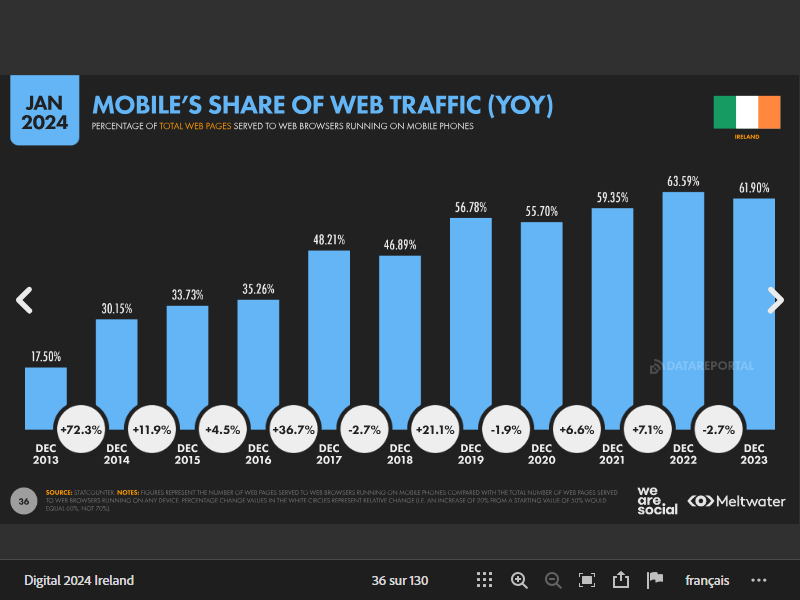 JAN
2024
MOBILE'S SHARE OF WEB TRAFFIC (YOY)
PERCENTAGE OF TOTAL WEB PAGES SERVED TO WEB BROWSERS RUNNING ON MOBILE PHONES
IRELAND
17.50%
30.15%
33.73%
35.26%
48.21%
46.89%
56.78%
55.70%
59.35%
63.59%
61.90%
DATAREPORTAL
+72.3%
+11.9%
+4.5%
+36.7%
-2.7%
+21.1%
-1.9%
+6.6%
+7.1%
-2.7%
DEC
2013
DEC
2014
DEC
2015
DEC
2016
DEC
2017
DEC
2018
DEC
2019
DEC
2020
DEC
2021
DEC
2022
DEC
2023
36
SOURCE: STATCOUNTER. NOTES: FIGURES REPRESENT THE NUMBER OF WEB PAGES SERVED TO WEB BROWSERS RUNNING ON MOBILE PHONES COMPARED WITH THE TOTAL NUMBER OF WEB PAGES SERVED
TO WEB BROWSERS RUNNING ON ANY DEVICE. PERCENTAGE CHANGE VALUES IN THE WHITE CIRCLES REPRESENT RELATIVE CHANGE (I.E. AN INCREASE OF 20% FROM A STARTING VALUE OF 50% WOULD
EQUAL 60%, NOT 70%).
we
are.
social
Meltwater
Digital 2024 Ireland
36 sur 130
français